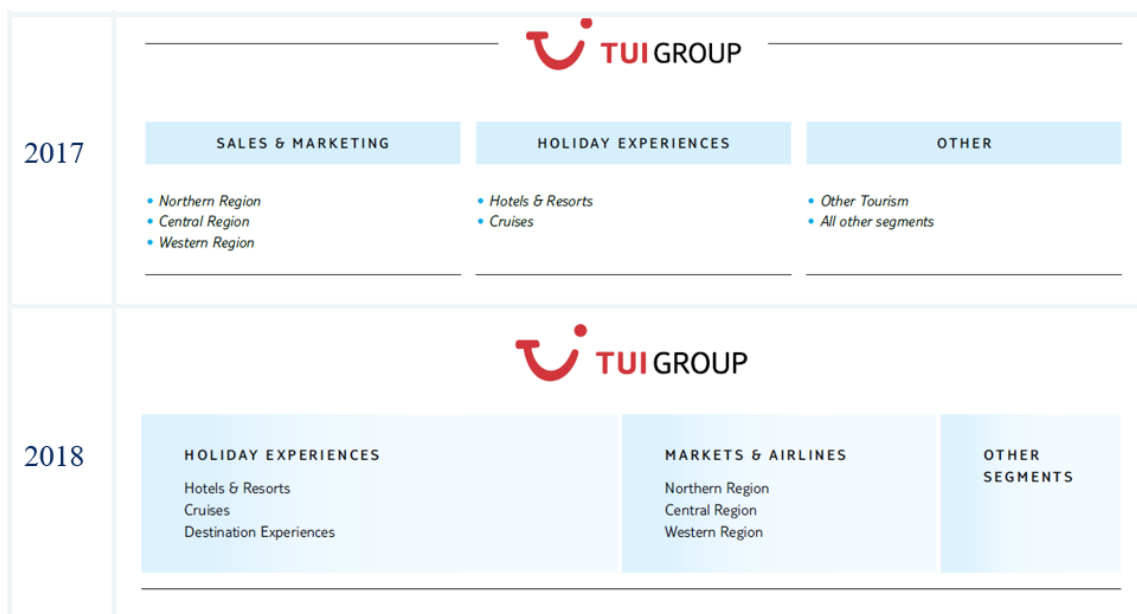 TUI GROUP
2017
SALES & MARKETING
HOLIDAY EXPERIENCES
OTHER
• Northern Region
• Central Region
• Western Region
• Hotels & Resorts
• Cruises
• Other Tourism
• All other segments
TUI GROUP
2018
HOLIDAY EXPERIENCES
Hotels & Resorts
Cruises
Destination Experiences
MARKETS & AIRLINES
Northern Region
Central Region
Western Region
OTHER
SEGMENTS